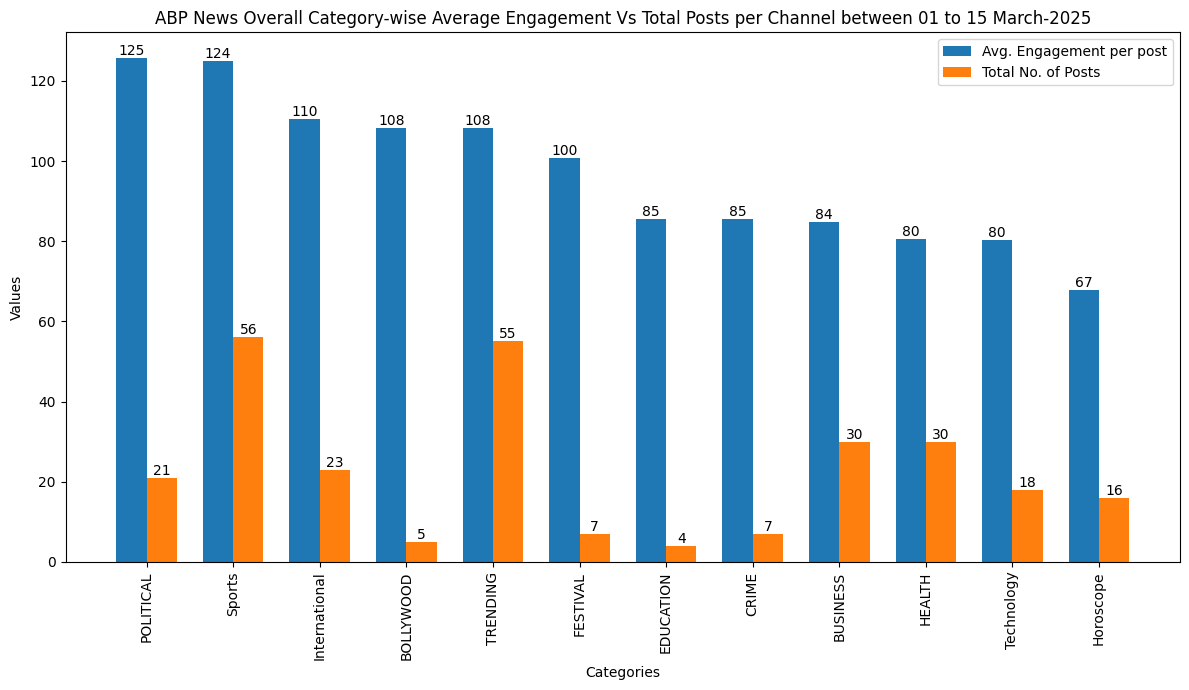 ABP News Overall Category-wise Average Engagement Vs Total Posts per Channel between 01 to 15 March-2025
Avg. Engagement per post
Total No. of Posts
125
124
110
108
108
100
85
85
84
80
80
67
21
56
23
5
55
7
4
7
30
30
18
16
120
100
80
60
40
20
0
Values
POLITICAL
Sports
International
BOLLYWOOD
TRENDING
FESTIVAL
EDUCATION
CRIME
BUSINESS
HEALTH
Technology
Horoscope
Categories